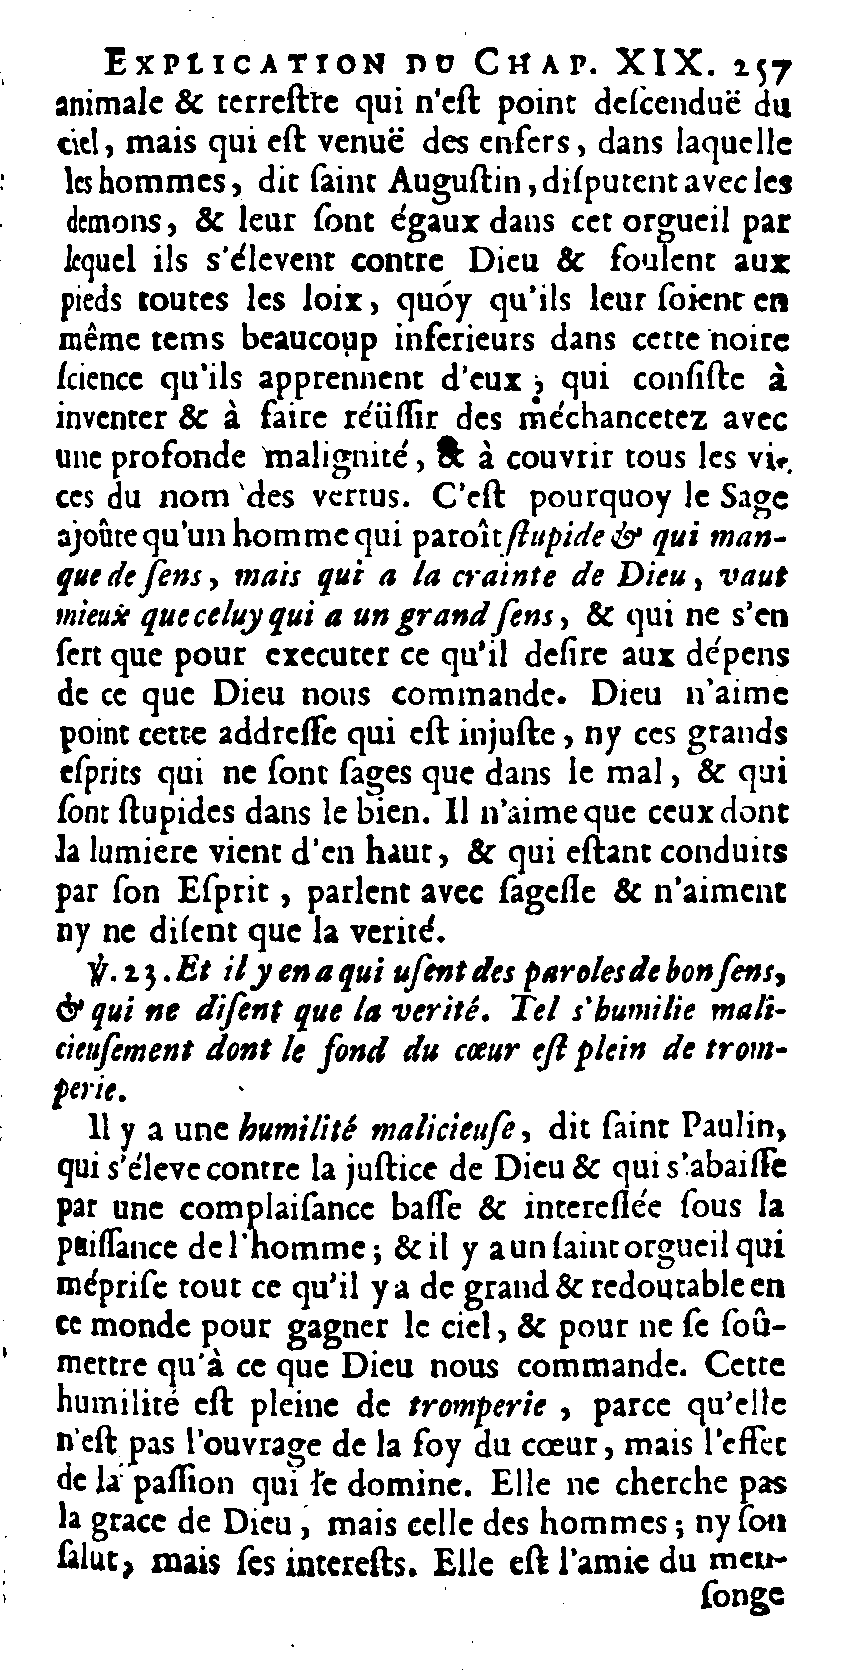 EXPLICATION DU CHAP. XIX. 257
animale & terreſtre qui n'eſt point deſcenduë du
ciel, mais qui eſt venuë des enfers, dans laquelle
les hommes, dit ſaint Auguſtin, diſputent avec les
demons, & leur ſont égaux dans cet orgueil par
lequel ils s'élevent contre Dieu & foulent aux
pieds toutes les loix, quóy qu'ils leur ſoient en
même tems beaucoup inferieurs dans cette noire
ſcience qu'ils apprennent d'eux ; qui conſiſte à
inventer & à faire réüſſir des méchancetez avec
une profonde malignité, & à couvrir tous les vi-
ces du nom des vertus. C'eſt pourquoy le Sage
ajoûte qu'un homme qui paroît ſtupide & qui man-
que de ſens, mais qui a la crainte de Dieu, vaut
mieux que celuy qui a un grand ſens, & qui ne s'en
ſert que pour executer ce qu'il deſire aux dépens
de ce que Dieu nous commande. Dieu n'aime
point cette addreſſe qui eſt injuſte, ny ces grands
eſprits qui ne ſont ſages que dans le mal, & qui
ſont ſtupides dans le bien. Il n'aime que ceux dont
la lumiere vient d'en haut, & qui eſtant conduits
par ſon Eſprit, parlent avec ſageſſe & n'aiment
ny ne diſent que la verité.
℣. 23. Et il y en a qui uſent des paroles de bon ſens,
& qui ne diſent que la verité. Tel s'humilie mali-
cieuſement dont le fond du cœur eſt plein de trom-
perie.
Il y a une humilité malicieuſe, dit ſaint Paulin,
qui s'éleve contre la juſtice de Dieu & qui s'abaiſſe
par une complaiſance baſſe & intereſſée ſous la
puiſſance de l'homme ; & il y a un ſaint orgueil qui
mépriſe tout ce qu'il y a de grand & redoutable en
ce monde pour gagner le ciel, & pour ne ſe ſoû-
mettre qu'à ce que Dieu nous commande. Cette
humilité eſt pleine de tromperie, parce qu'elle
n'eſt pas l'ouvrage de la foy du cœur, mais l'effet
de la paſſion qui le domine. Elle ne cherche pas
la grace de Dieu, mais celle des hommes ; ny ſon
ſalut, mais ſes intereſts. Elle eſt l'amie du men-
ſonge